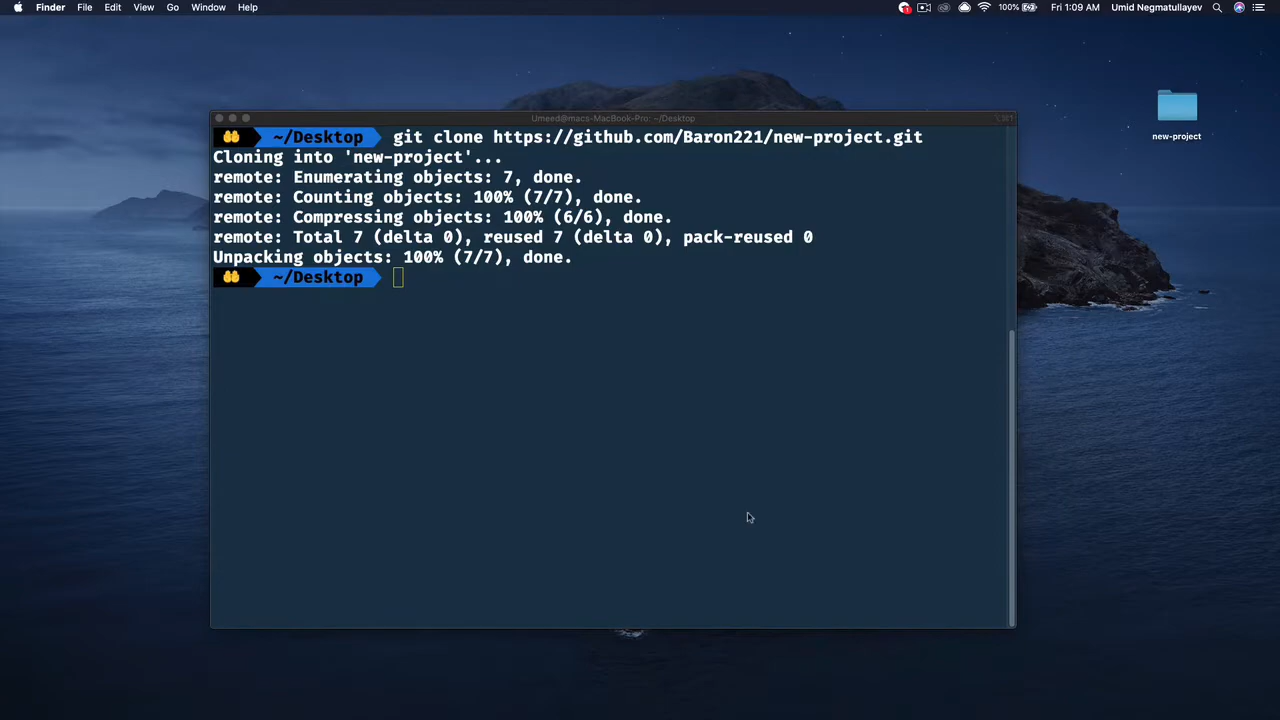 Finder File Edit View Go Window Help 1 100% Fri 1:09 AM Umid Negmatullayev
Umeed@macs-MacBook-Pro: ~/Desktop
~/Desktop git clone https://github.com/Baron221/new-project.git
Cloning into 'new-project'...
remote: Enumerating objects: 7, done.
remote: Counting objects: 100% (7/7), done.
remote: Compressing objects: 100% (6/6), done.
remote: Total 7 (delta 0), reused 7 (delta 0), pack-reused 0
Unpacking objects: 100% (7/7), done.
~/Desktop
new-project